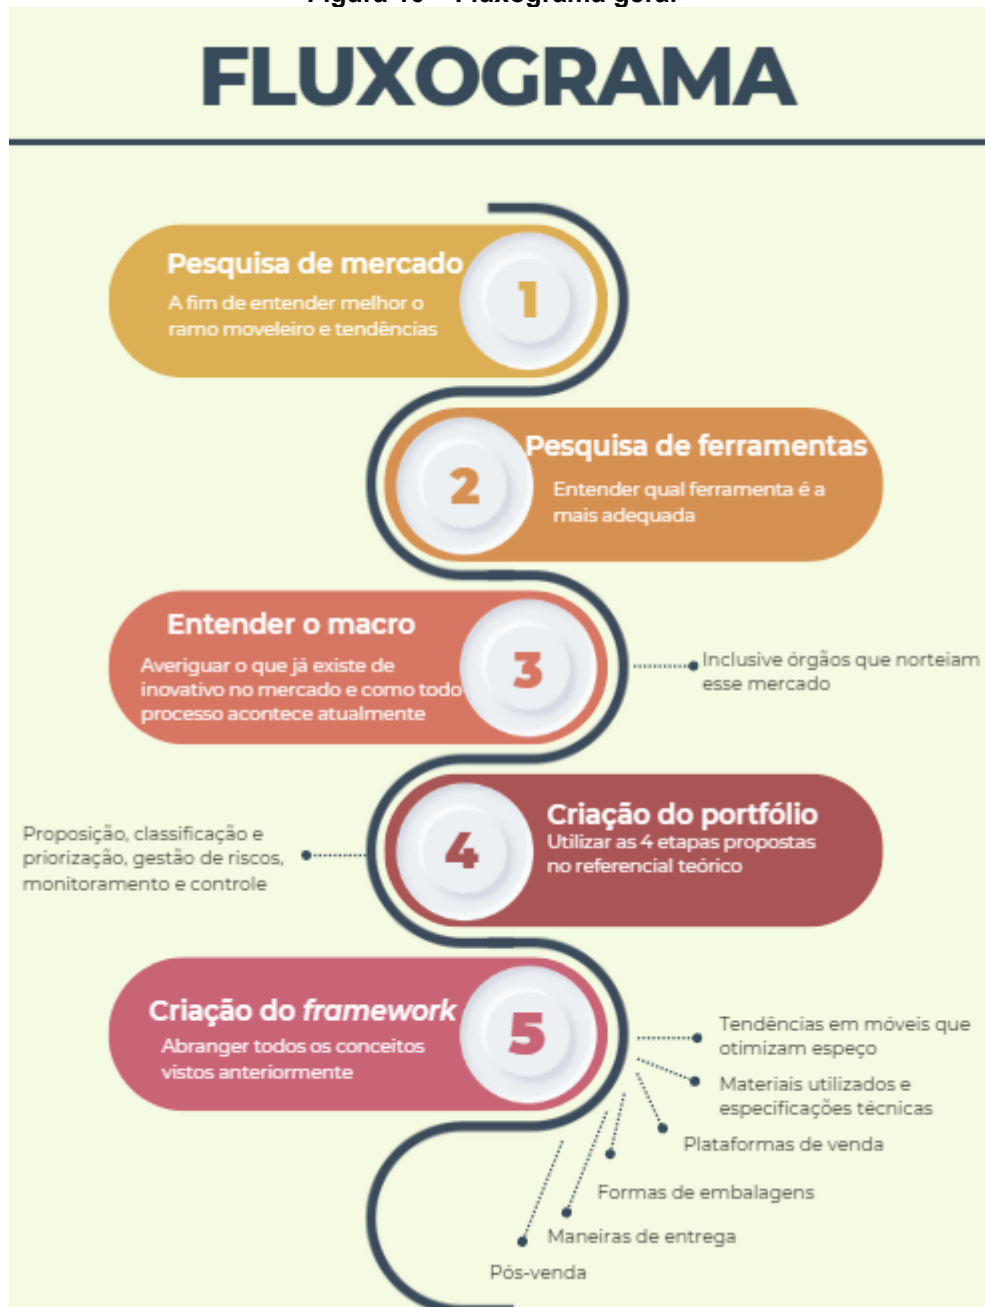 Figura 10 – Fluxograma geral
FLUXOGRAMA
Pesquisa de mercado
A fim de entender melhor o
ramo moveleiro e tendências
1
2
Pesquisa de ferramentas
Entender qual ferramenta é a
mais adequada
Entender o macro
Averiguar o que já existe de
inovativo no mercado e como todo
processo acontece atualmente
3
Inclusive órgãos que norteiam
esse mercado
Proposição, classificação e
priorização, gestão de riscos,
monitoramento e controle
4
Criação do portfólio
Utilizar as 4 etapas propostas
no referencial teórico
Criação do framework
Abranger todos os conceitos
vistos anteriormente
5
Tendências em móveis que
otimizam espeço
Materiais utilizados e
especificações técnicas
Plataformas de venda
Formas de embalagens
Maneiras de entrega
Pós-venda